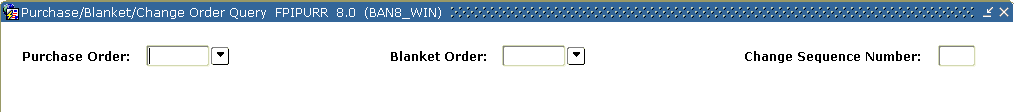 Purchase/Blanket/Change Order Query FPIPURR 8.0 (BAN8_WIN)
Purchase Order: Blanket Order: Change Sequence Number: